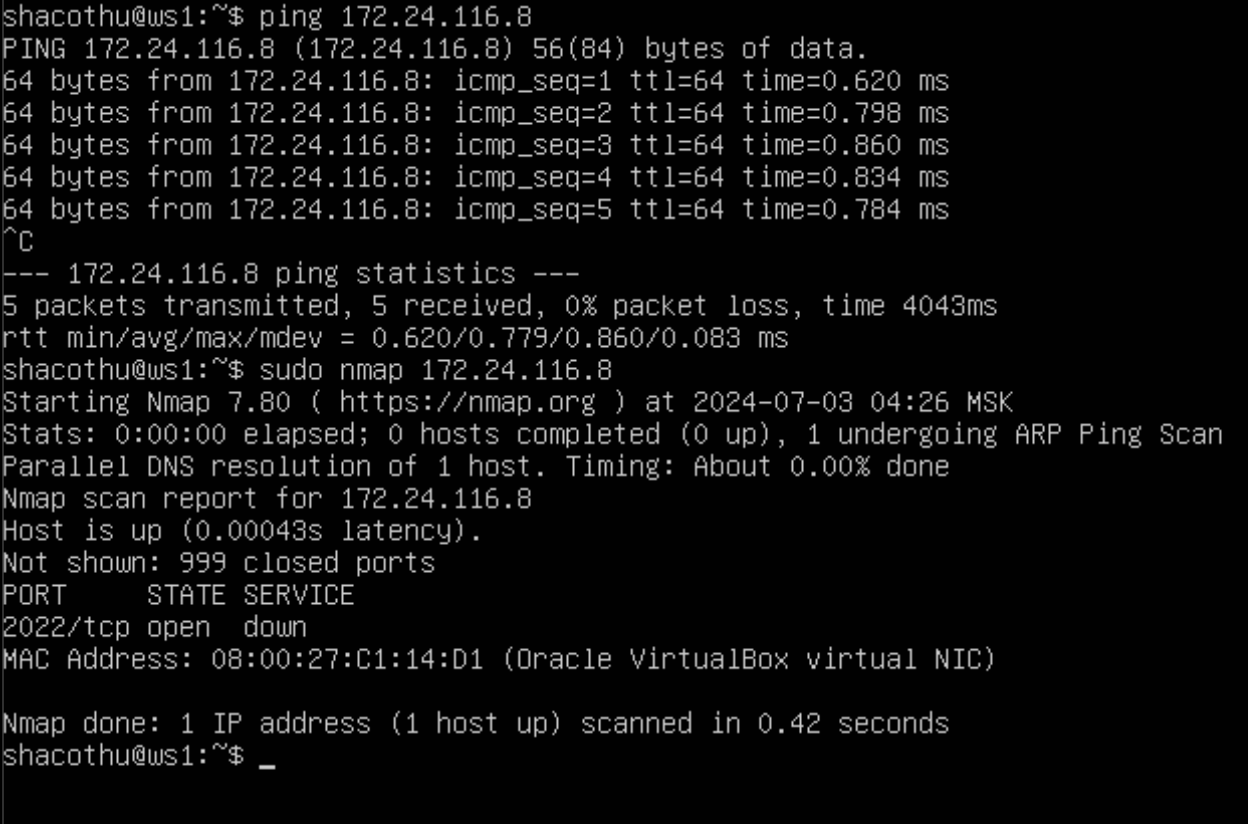 shacothu@ws1:~$ ping 172.24.116.8
PING 172.24.116.8 (172.24.116.8) 56(84) bytes of data.
64 bytes from 172.24.116.8: icmp_seq=1 ttl=64 time=0.620 ms
64 bytes from 172.24.116.8: icmp_seq=2 ttl=64 time=0.798 ms
64 bytes from 172.24.116.8: icmp_seq=3 ttl=64 time=0.860 ms
64 bytes from 172.24.116.8: icmp_seq=4 ttl=64 time=0.834 ms
64 bytes from 172.24.116.8: icmp_seq=5 ttl=64 time=0.784 ms
^C
--- 172.24.116.8 ping statistics ---
5 packets transmitted, 5 received, 0% packet loss, time 4043ms
rtt min/avg/max/mdev = 0.620/0.779/0.860/0.083 ms
shacothu@ws1:~$ sudo nmap 172.24.116.8
Starting Nmap 7.80 ( https://nmap.org ) at 2024-07-03 04:26 MSK
Stats: 0:00:00 elapsed; 0 hosts completed (0 up), 1 undergoing ARP Ping Scan
Parallel DNS resolution of 1 host. Timing: About 0.00% done
Nmap scan report for 172.24.116.8
Host is up (0.00043s latency).
Not shown: 999 closed ports
PORT     STATE SERVICE
2022/tcp open  down
MAC Address: 08:00:27:C1:14:D1 (Oracle VirtualBox virtual NIC)

Nmap done: 1 IP address (1 host up) scanned in 0.42 seconds
shacothu@ws1:~$ _